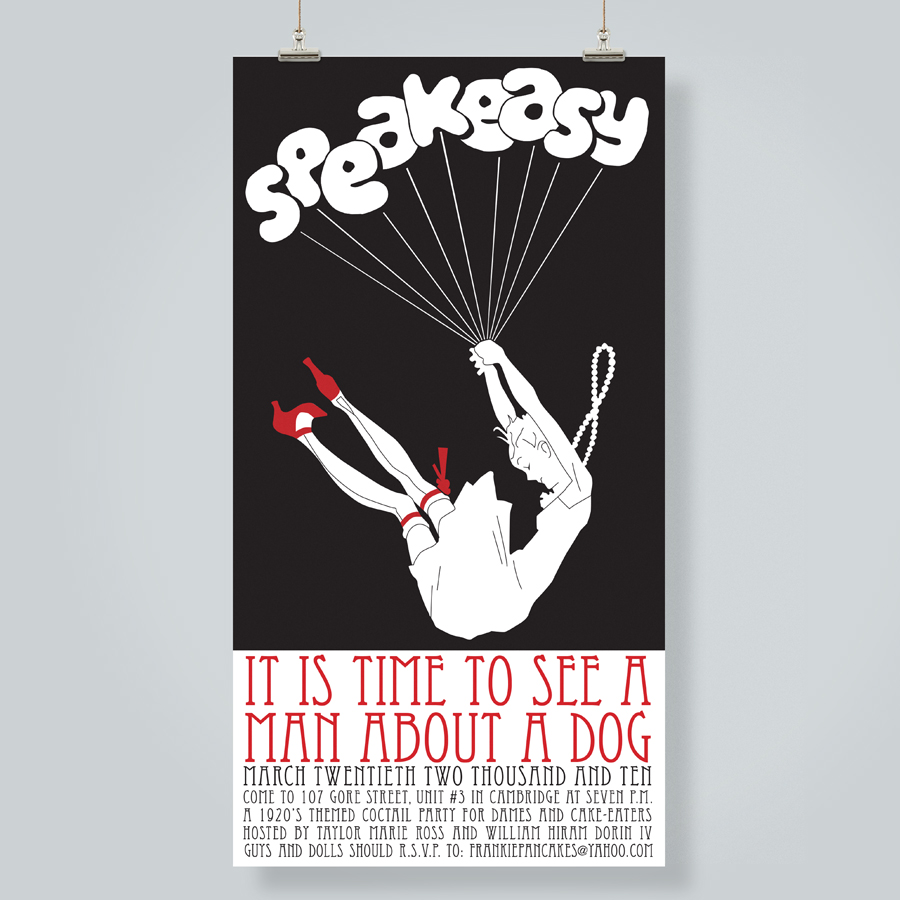 speakeasy
IT IS TIME TO SEE A
MAN ABOUT A DOG
MARCH TWENTIETH TWO THOUSAND AND TEN
COME TO 107 GORE STREET, UNIT #3 IN CAMBRIDGE AT SEVEN P.M.
A 1920'S THEMED COCTAIL PARTY FOR DAMES AND CAKE-EATERS
HOSTED BY TAYLOR MARIE ROSS AND WILLIAM HIRAM DORIN IV
GUYS AND DOLLS SHOULD R.S.V.P. TO: FRANKIEPANCAKES@YAHOO.COM